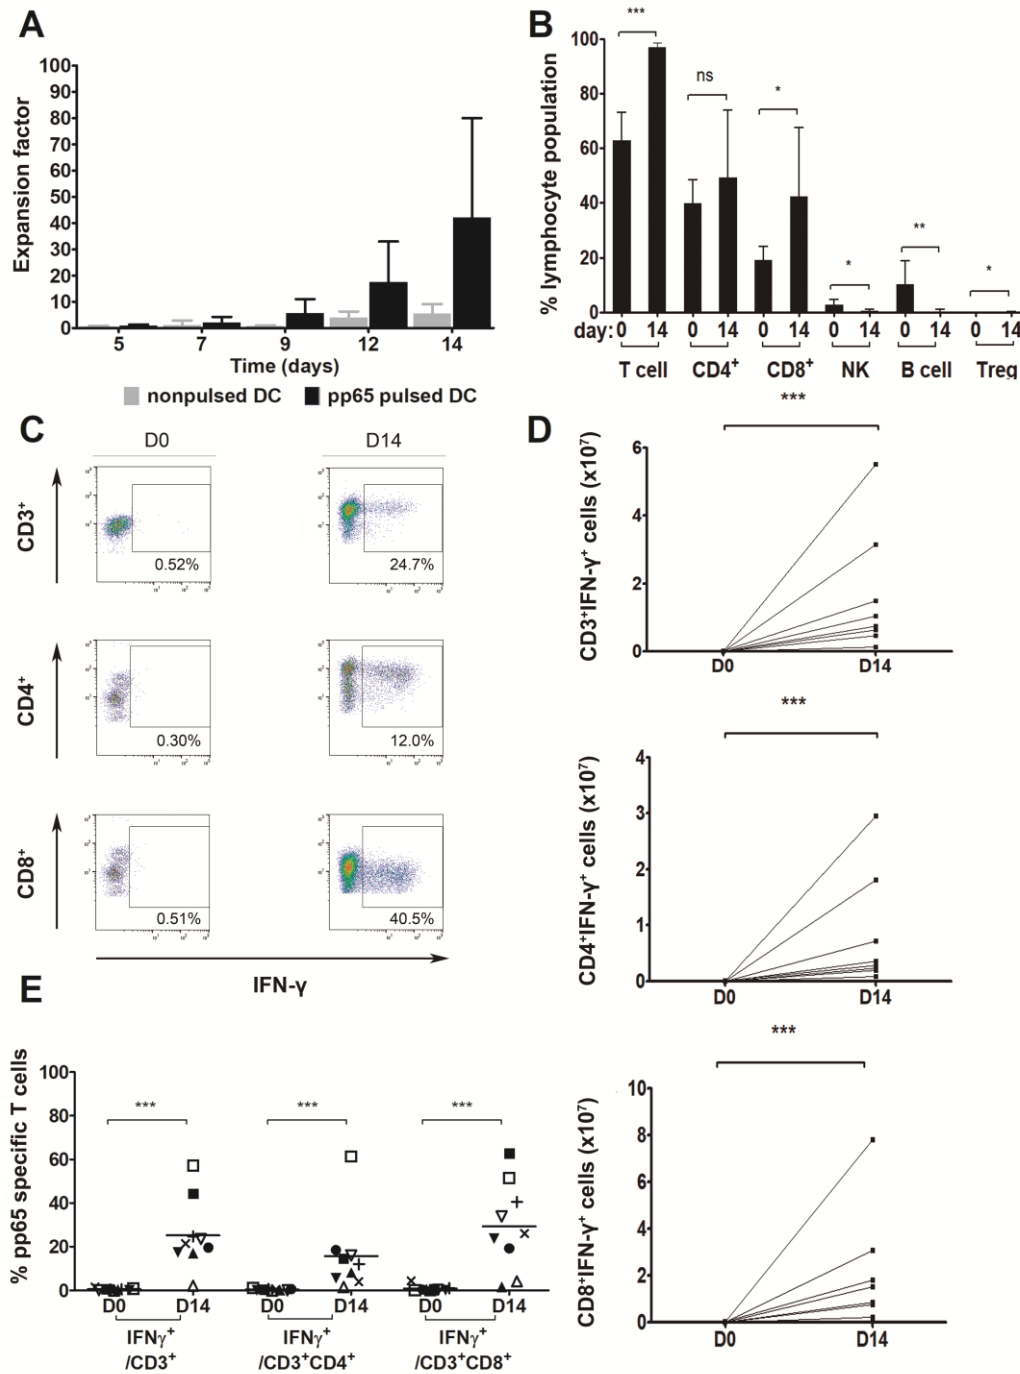 A
Expansion factor
100
90
80
70
60
50
40
30
20
10
0
5 7 9 12 14
Time (days)
nonpulsed DC pp65 pulsed DC
B
% lymphocyte population
100
80
60
40
20
0
*** ns * * ** *
day: 0 14 0 14 0 14 0 14 0 14 0 14
T cell CD4⁺ CD8⁺ NK B cell Treg
C
D0 D14
CD3⁺
0.52% 24.7%
CD4⁺
0.30% 12.0%
CD8⁺
0.51% 40.5%
IFN-γ
D
***
CD3⁺IFN-γ⁺ cells (x10⁷)
6
4
2
0
D0 D14
***
CD4⁺IFN-γ⁺ cells (x10⁷)
4
3
2
1
0
D0 D14
***
CD8⁺IFN-γ⁺ cells (x10⁷)
10
8
6
4
2
0
D0 D14
E
% pp65 specific T cells
100
80
60
40
20
0
*** *** ***
D0 D14 D0 D14 D0 D14
IFNγ⁺ IFNγ⁺ IFNγ⁺
/CD3⁺ /CD3⁺CD4⁺ /CD3⁺CD8⁺